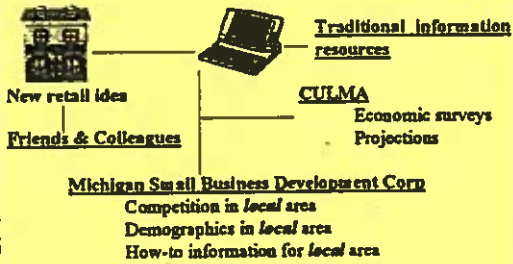 Traditional information
resources
New retail idea
CULMA
Economic surveys
Friends & Colleagues
Projections
Michigan Small Business Development Corp
Competition in local area
Demographics in local area
How-to information for local area